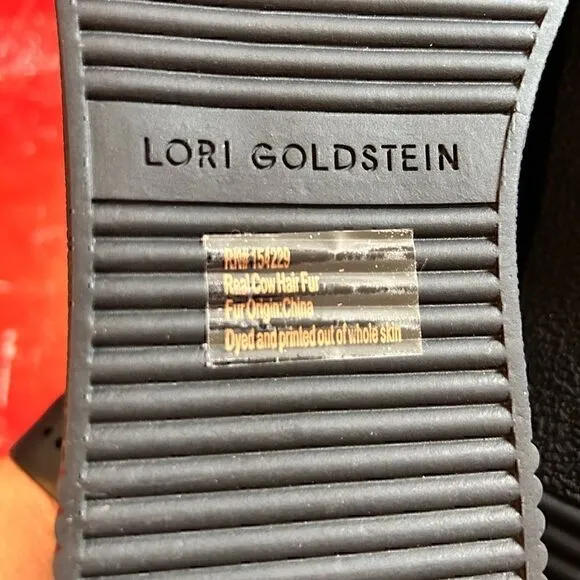 LORI GOLDSTEIN
RN# 154229
Real Cow Hair Fur
Fur Origin:China
Dyed and printed out of whole skin